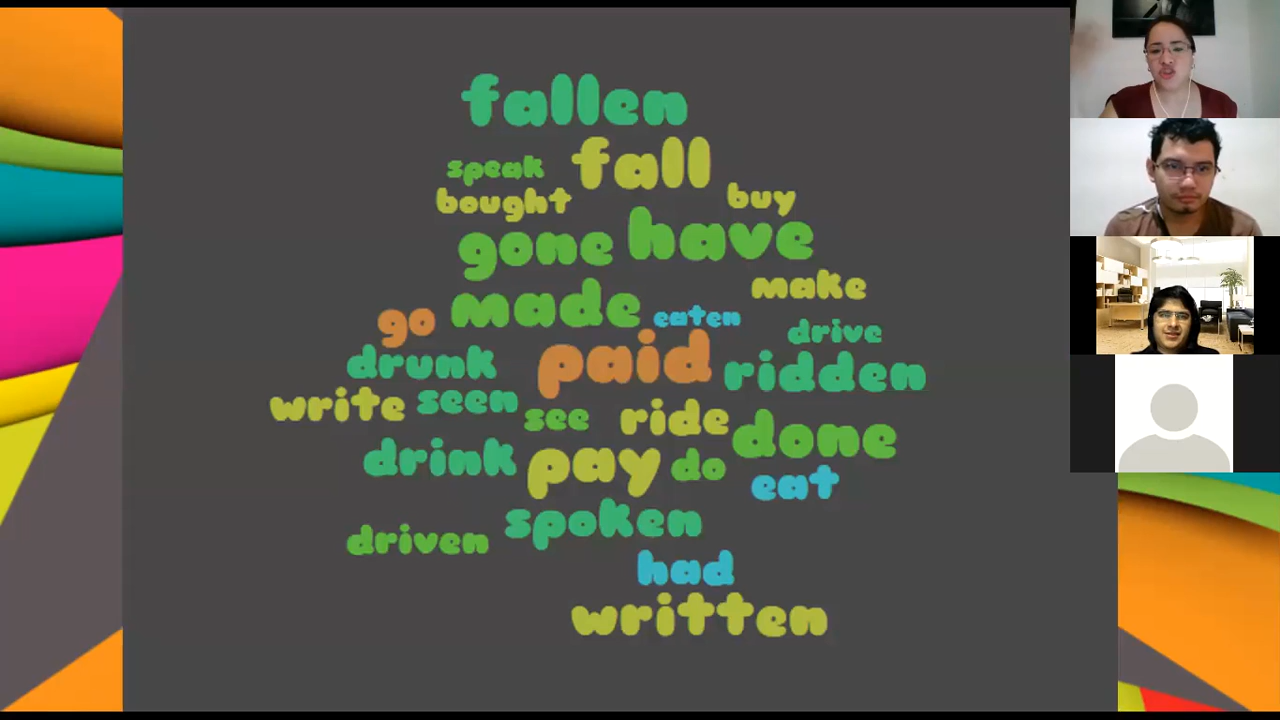 fallen
speak fall
bought buy
gone have
make
go made eaten
drive
drunk paid ridden
write seen see ride
done
drink pay do
eat
driven spoken
had
written